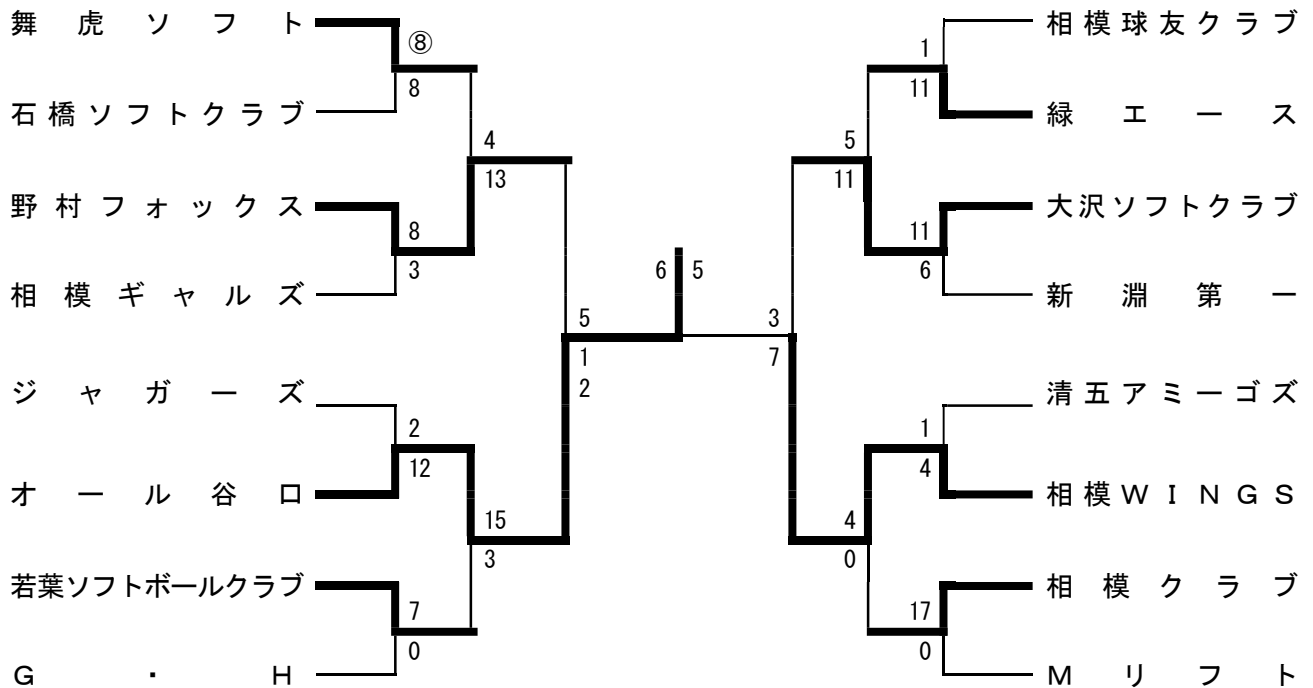 舞虎ソフト
⑧
8
石橋ソフトクラブ
4
13
野村フォックス
8
3
相模ギャルズ
5
1
2
ジャガーズ
2
12
オール谷口
15
3
若葉ソフトボールクラブ
7
0
G・H
6 5
相模球友クラブ
1
11
緑エース
5
11
大沢ソフトクラブ
11
6
新淵第一
3
7
清五アミーゴズ
1
4
相模WINGS
4
0
相模クラブ
17
0
Mリフト